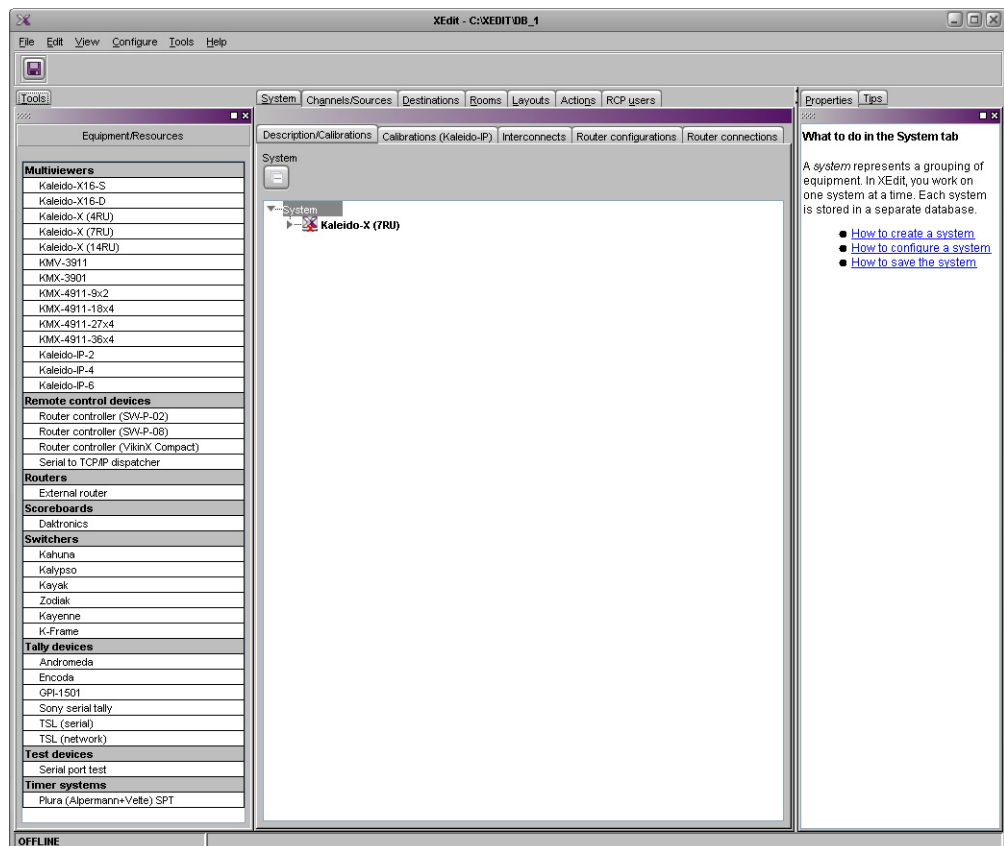 XEdit - C:\XEDIT\DB_1
File Edit View Configure Tools Help
Tools
Equipment/Resources
Multiviewers
Kaleido-X16-S
Kaleido-X16-D
Kaleido-X (4RU)
Kaleido-X (7RU)
Kaleido-X (14RU)
KMV-3911
KMX-3901
KMX-4911-9x2
KMX-4911-18x4
KMX-4911-27x4
KMX-4911-36x4
Kaleido-IP-2
Kaleido-IP-4
Kaleido-IP-6
Remote control devices
Router controller (SW-P-02)
Router controller (SW-P-08)
Router controller (VikinX Compact)
Serial to TCP/IP dispatcher
Routers
External router
Scoreboards
Daktronics
Switchers
Kahuna
Kalypso
Kayak
Zodiak
Kayenne
K-Frame
Tally devices
Andromeda
Encoda
GPI-1501
Sony serial tally
TSL (serial)
TSL (network)
Test devices
Serial port test
Timer systems
Plura (Alpermann+Velte) SPT
System Channels/Sources Destinations Rooms Layouts Actions RCP users
Description/Calibrations Calibrations (Kaleido-IP) Interconnects Router configurations Router connections
System
System
Kaleido-X (7RU)
Properties Tips
What to do in the System tab
A system represents a grouping of
equipment. In XEdit, you work on
one system at a time. Each system
is stored in a separate database.
How to create a system
How to configure a system
How to save the system
OFFLINE